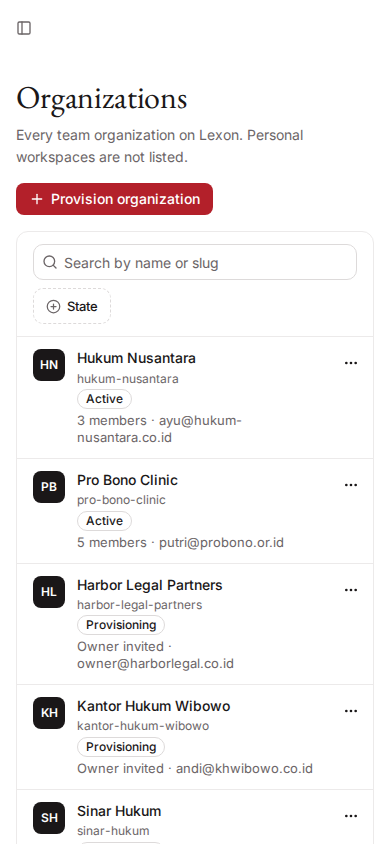 Organizations
Every team organization on Lexon. Personal
workspaces are not listed.
Provision organization
Search by name or slug
State
HN
Hukum Nusantara
hukum-nusantara
Active
3 members · ayu@hukum-
nusantara.co.id
PB
Pro Bono Clinic
pro-bono-clinic
Active
5 members · putri@probono.or.id
HL
Harbor Legal Partners
harbor-legal-partners
Provisioning
Owner invited ·
owner@harborlegal.co.id
KH
Kantor Hukum Wibowo
kantor-hukum-wibowo
Provisioning
Owner invited · andi@khwibowo.co.id
SH
Sinar Hukum
sinar-hukum